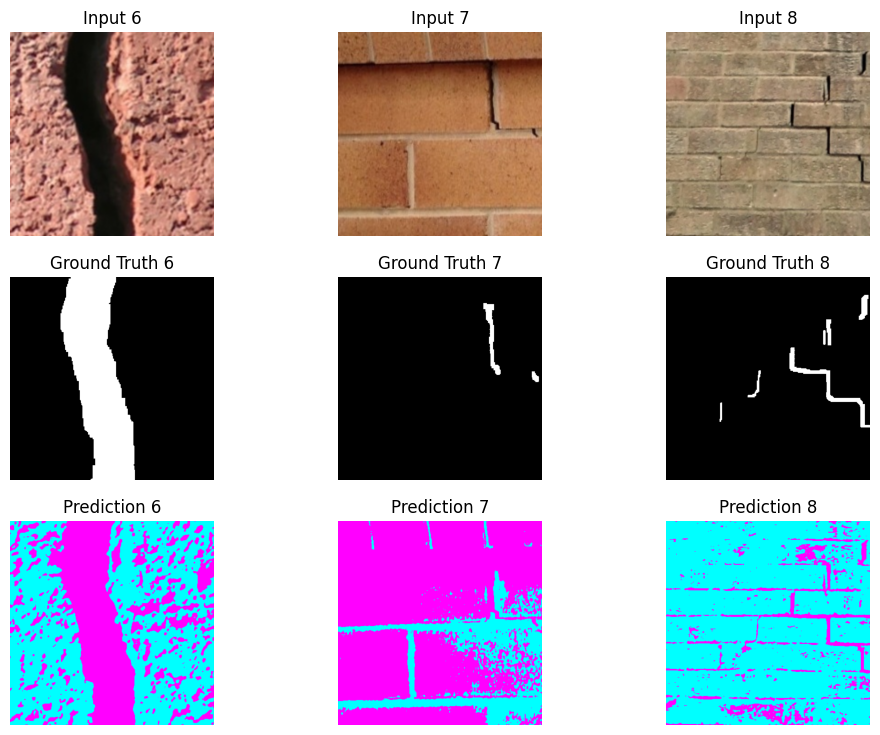 Input 6
Input 7
Input 8
Ground Truth 6
Ground Truth 7
Ground Truth 8
Prediction 6
Prediction 7
Prediction 8